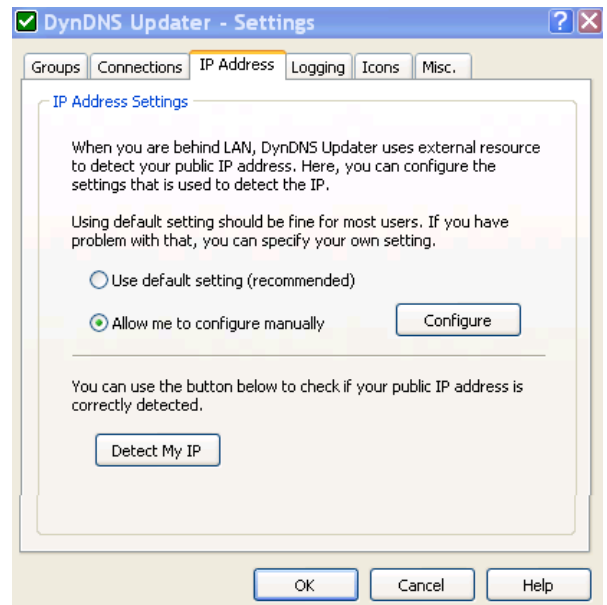 DynDNS Updater - Settings
Groups Connections IP Address Logging Icons Misc.
IP Address Settings
When you are behind LAN, DynDNS Updater uses external resource
to detect your public IP address. Here, you can configure the
settings that is used to detect the IP.
Using default setting should be fine for most users. If you have
problem with that, you can specify your own setting.
Use default setting (recommended)
Allow me to configure manually Configure
You can use the button below to check if your public IP address is
correctly detected.
Detect My IP
OK Cancel Help